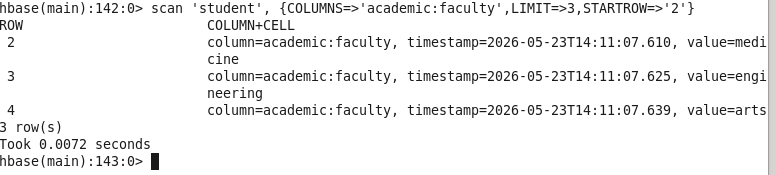 hbase(main):142:0> scan 'student', {COLUMNS=>'academic:faculty',LIMIT=>3,STARTROW=>'2'}
ROW                        COLUMN+CELL
 2                         column=academic:faculty, timestamp=2026-05-23T14:11:07.610, value=medi
                           cine
 3                         column=academic:faculty, timestamp=2026-05-23T14:11:07.625, value=engi
                           neering
 4                         column=academic:faculty, timestamp=2026-05-23T14:11:07.639, value=arts
3 row(s)
Took 0.0072 seconds
hbase(main):143:0>